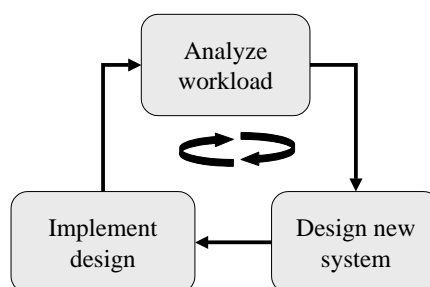 Analyze
workload
Implement
design
Design new
system